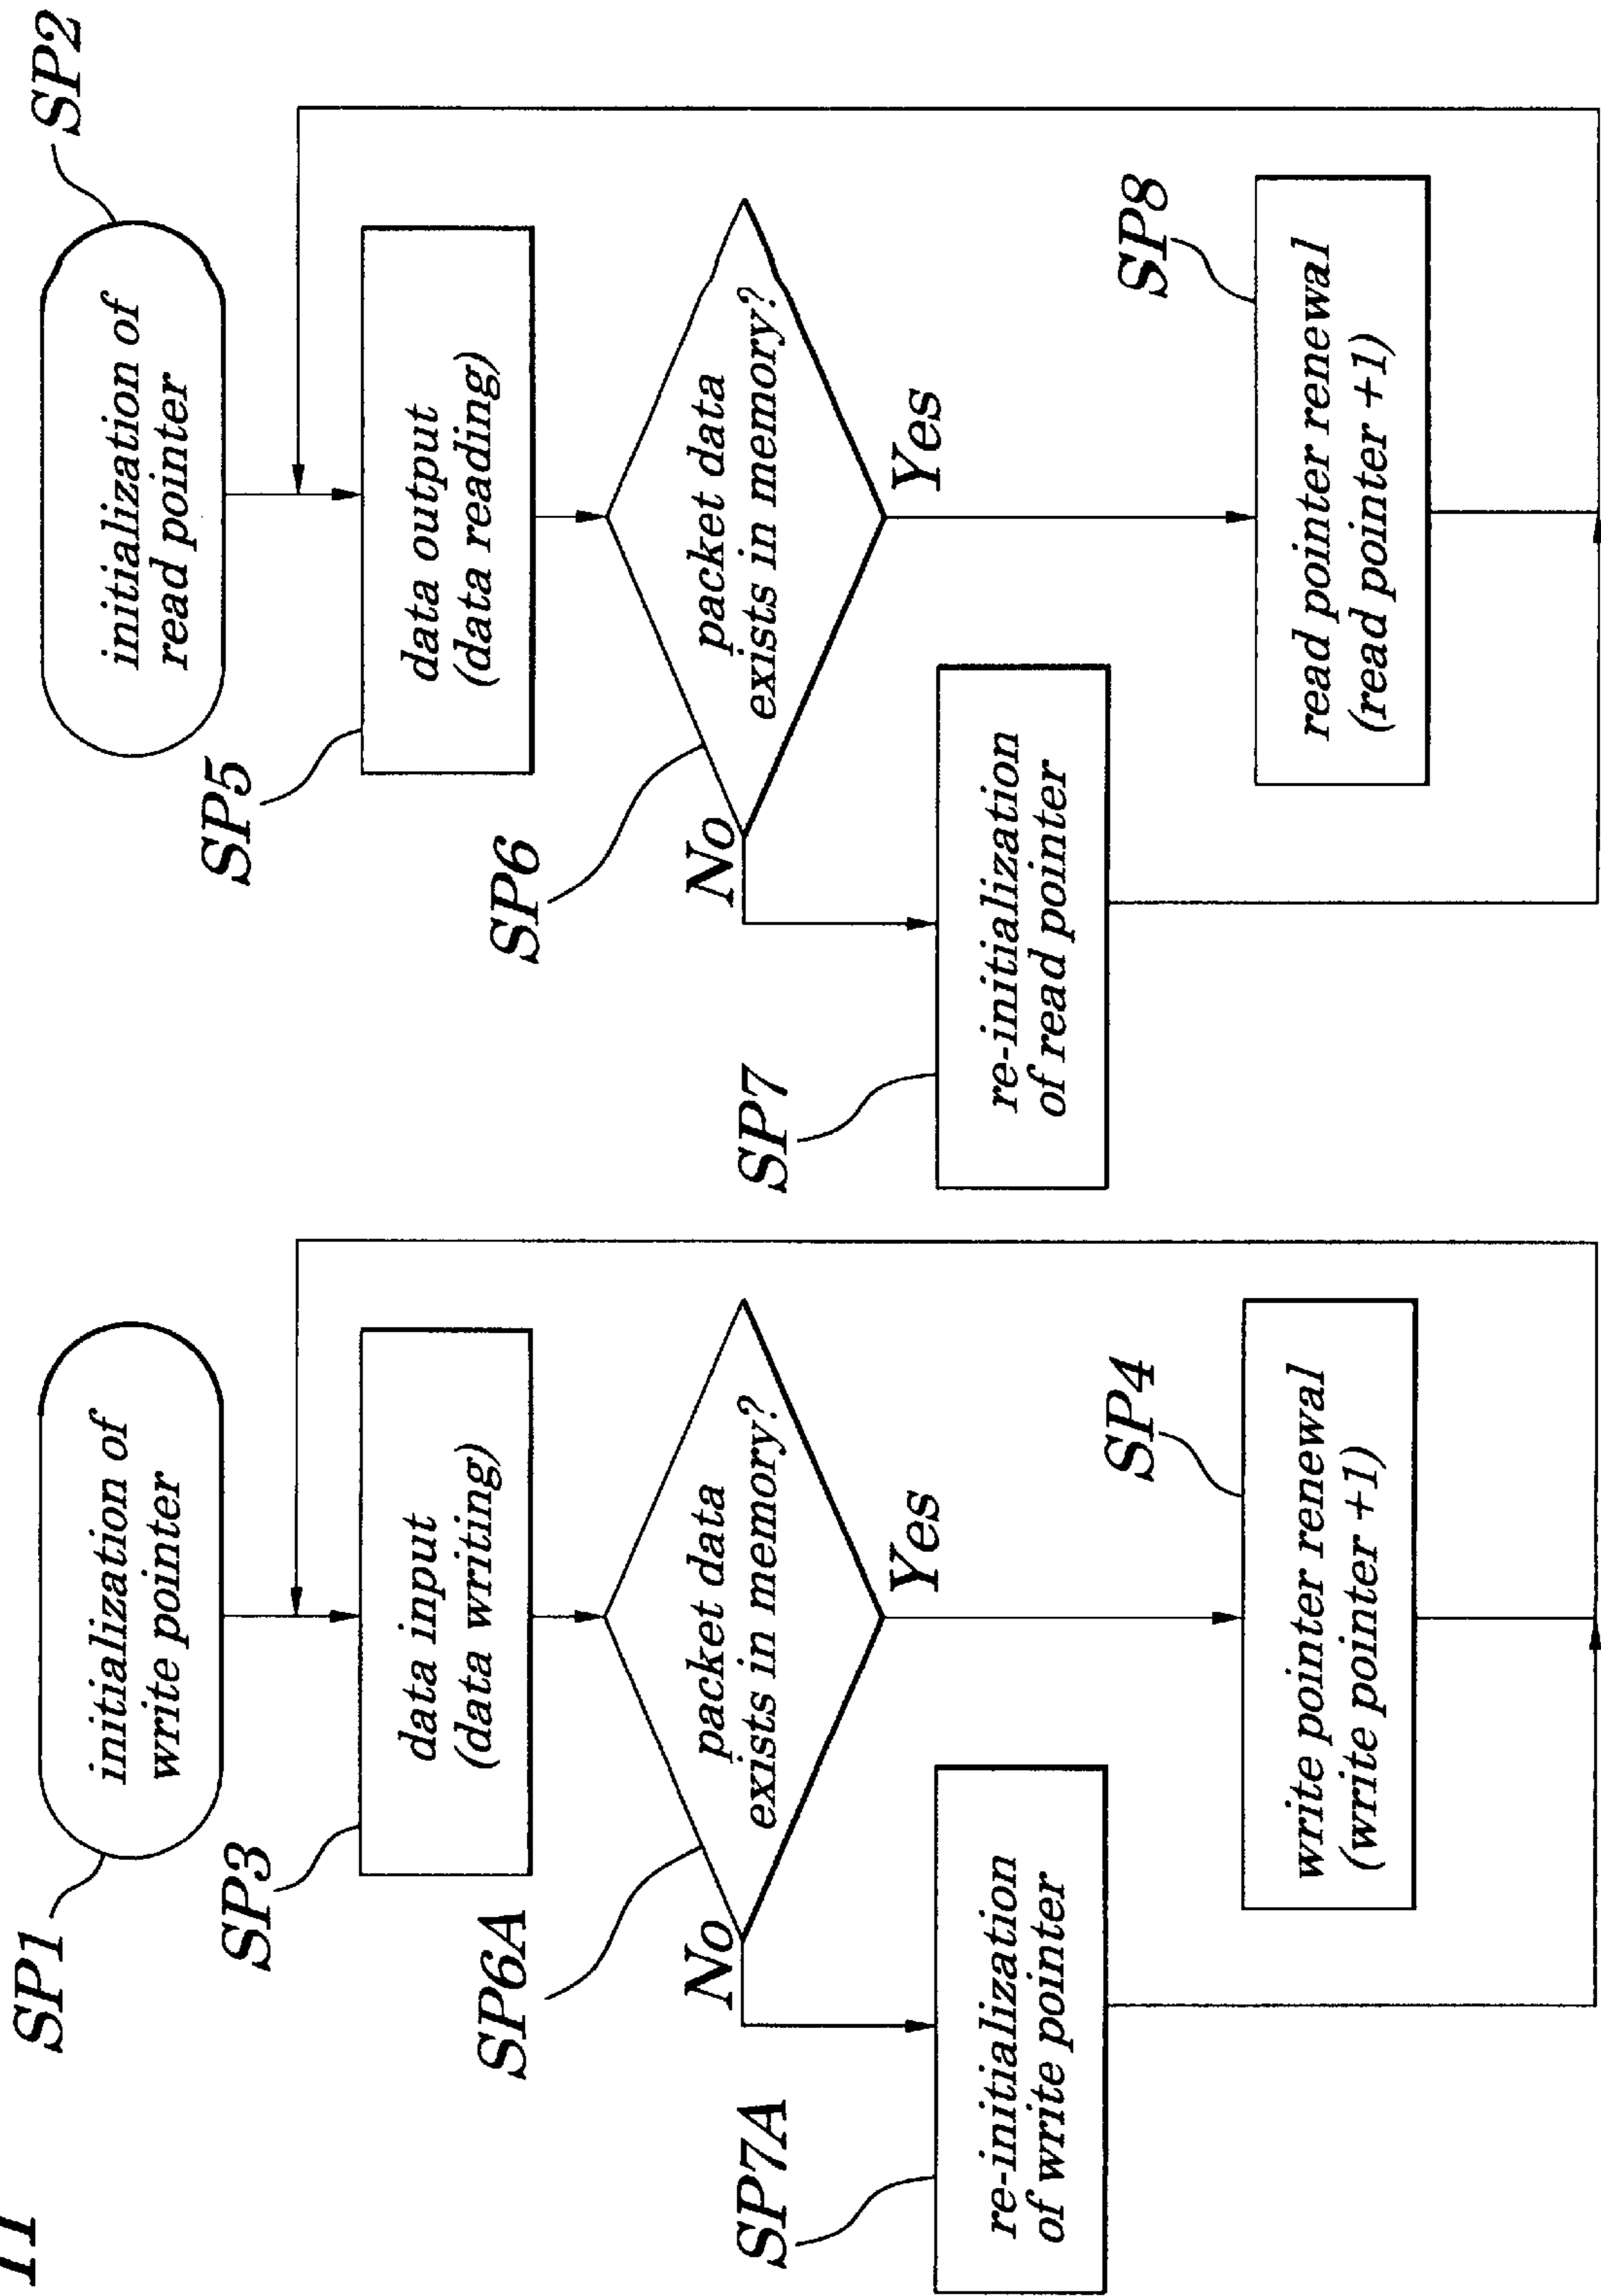 11
SP1
initialization of
write pointer
SP3
data input
(data writing)
SP6A
packet data
exists in memory?
No
Yes
SP7A
re-initialization
of write pointer
SP4
write pointer renewal
(write pointer +1)
SP2
initialization of
read pointer
SP5
data output
(data reading)
SP6
packet data
exists in memory?
No
Yes
SP7
re-initialization
of read pointer
SP8
read pointer renewal
(read pointer +1)